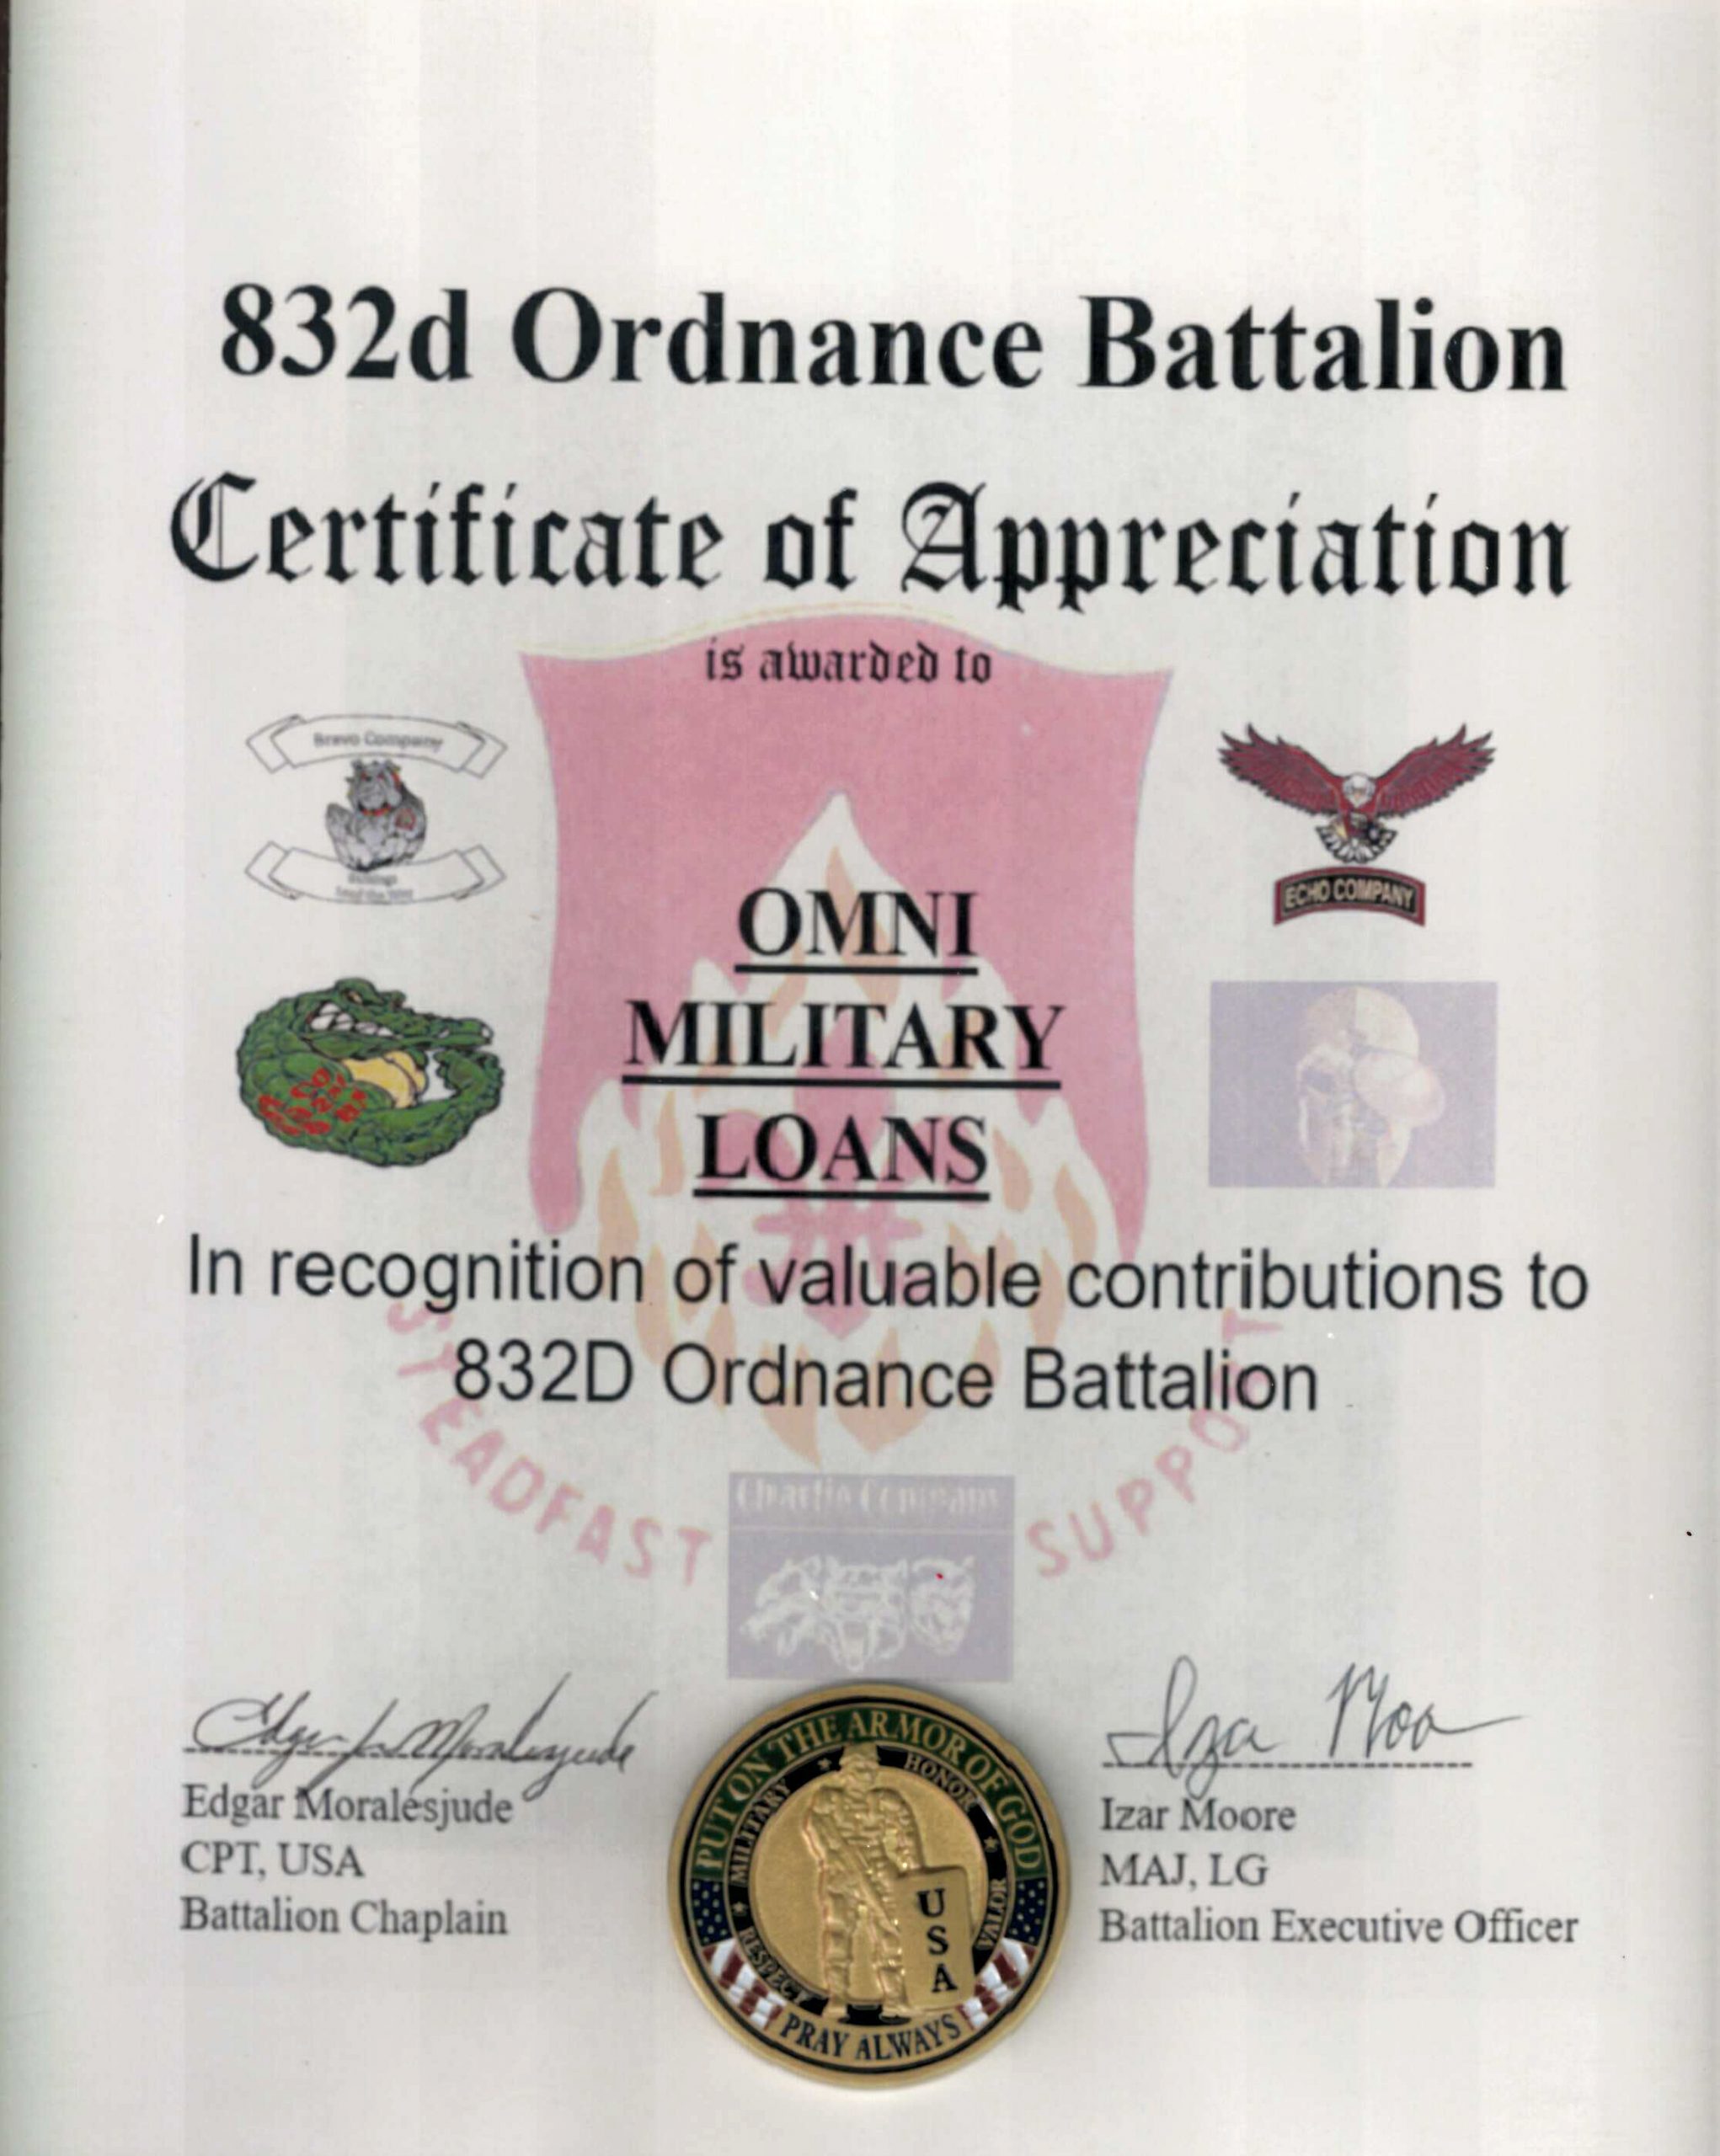 832d Ordnance Battalion
Certificate of Appreciation
is awarded to
Bravo Company
ECHO COMPANY
OMNI
MILITARY
LOANS
In recognition of valuable contributions to
832D Ordnance Battalion
STEADFAST SUPPORT
Charlie Company
Edgar Moralesjude
CPT, USA
Battalion Chaplain
PUT ON THE ARMOR OF GOD
MILITARY HONOR
RESPECT VALOR
USA
PRAY ALWAYS
Izar Moore
MAJ, LG
Battalion Executive Officer